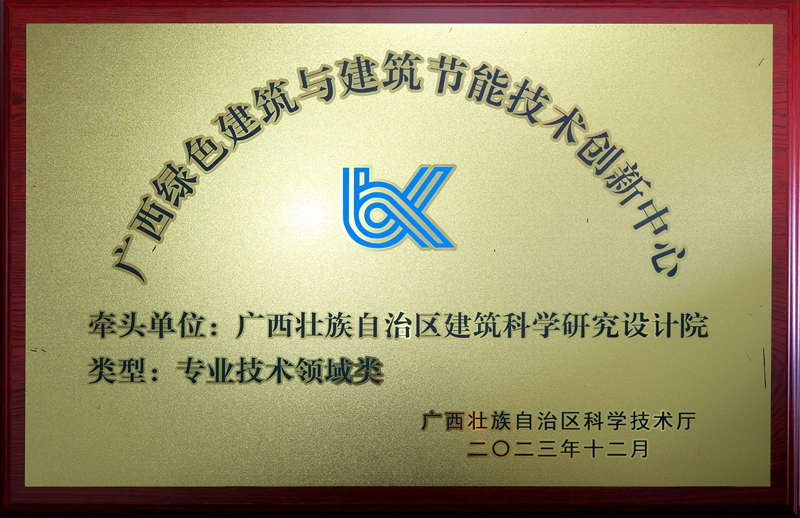 广西绿色建筑与建筑节能技术创新中心
牵头单位：广西壮族自治区建筑科学研究设计院
类型：专业技术领域类
广西壮族自治区科学技术厅
二〇二三年十二月